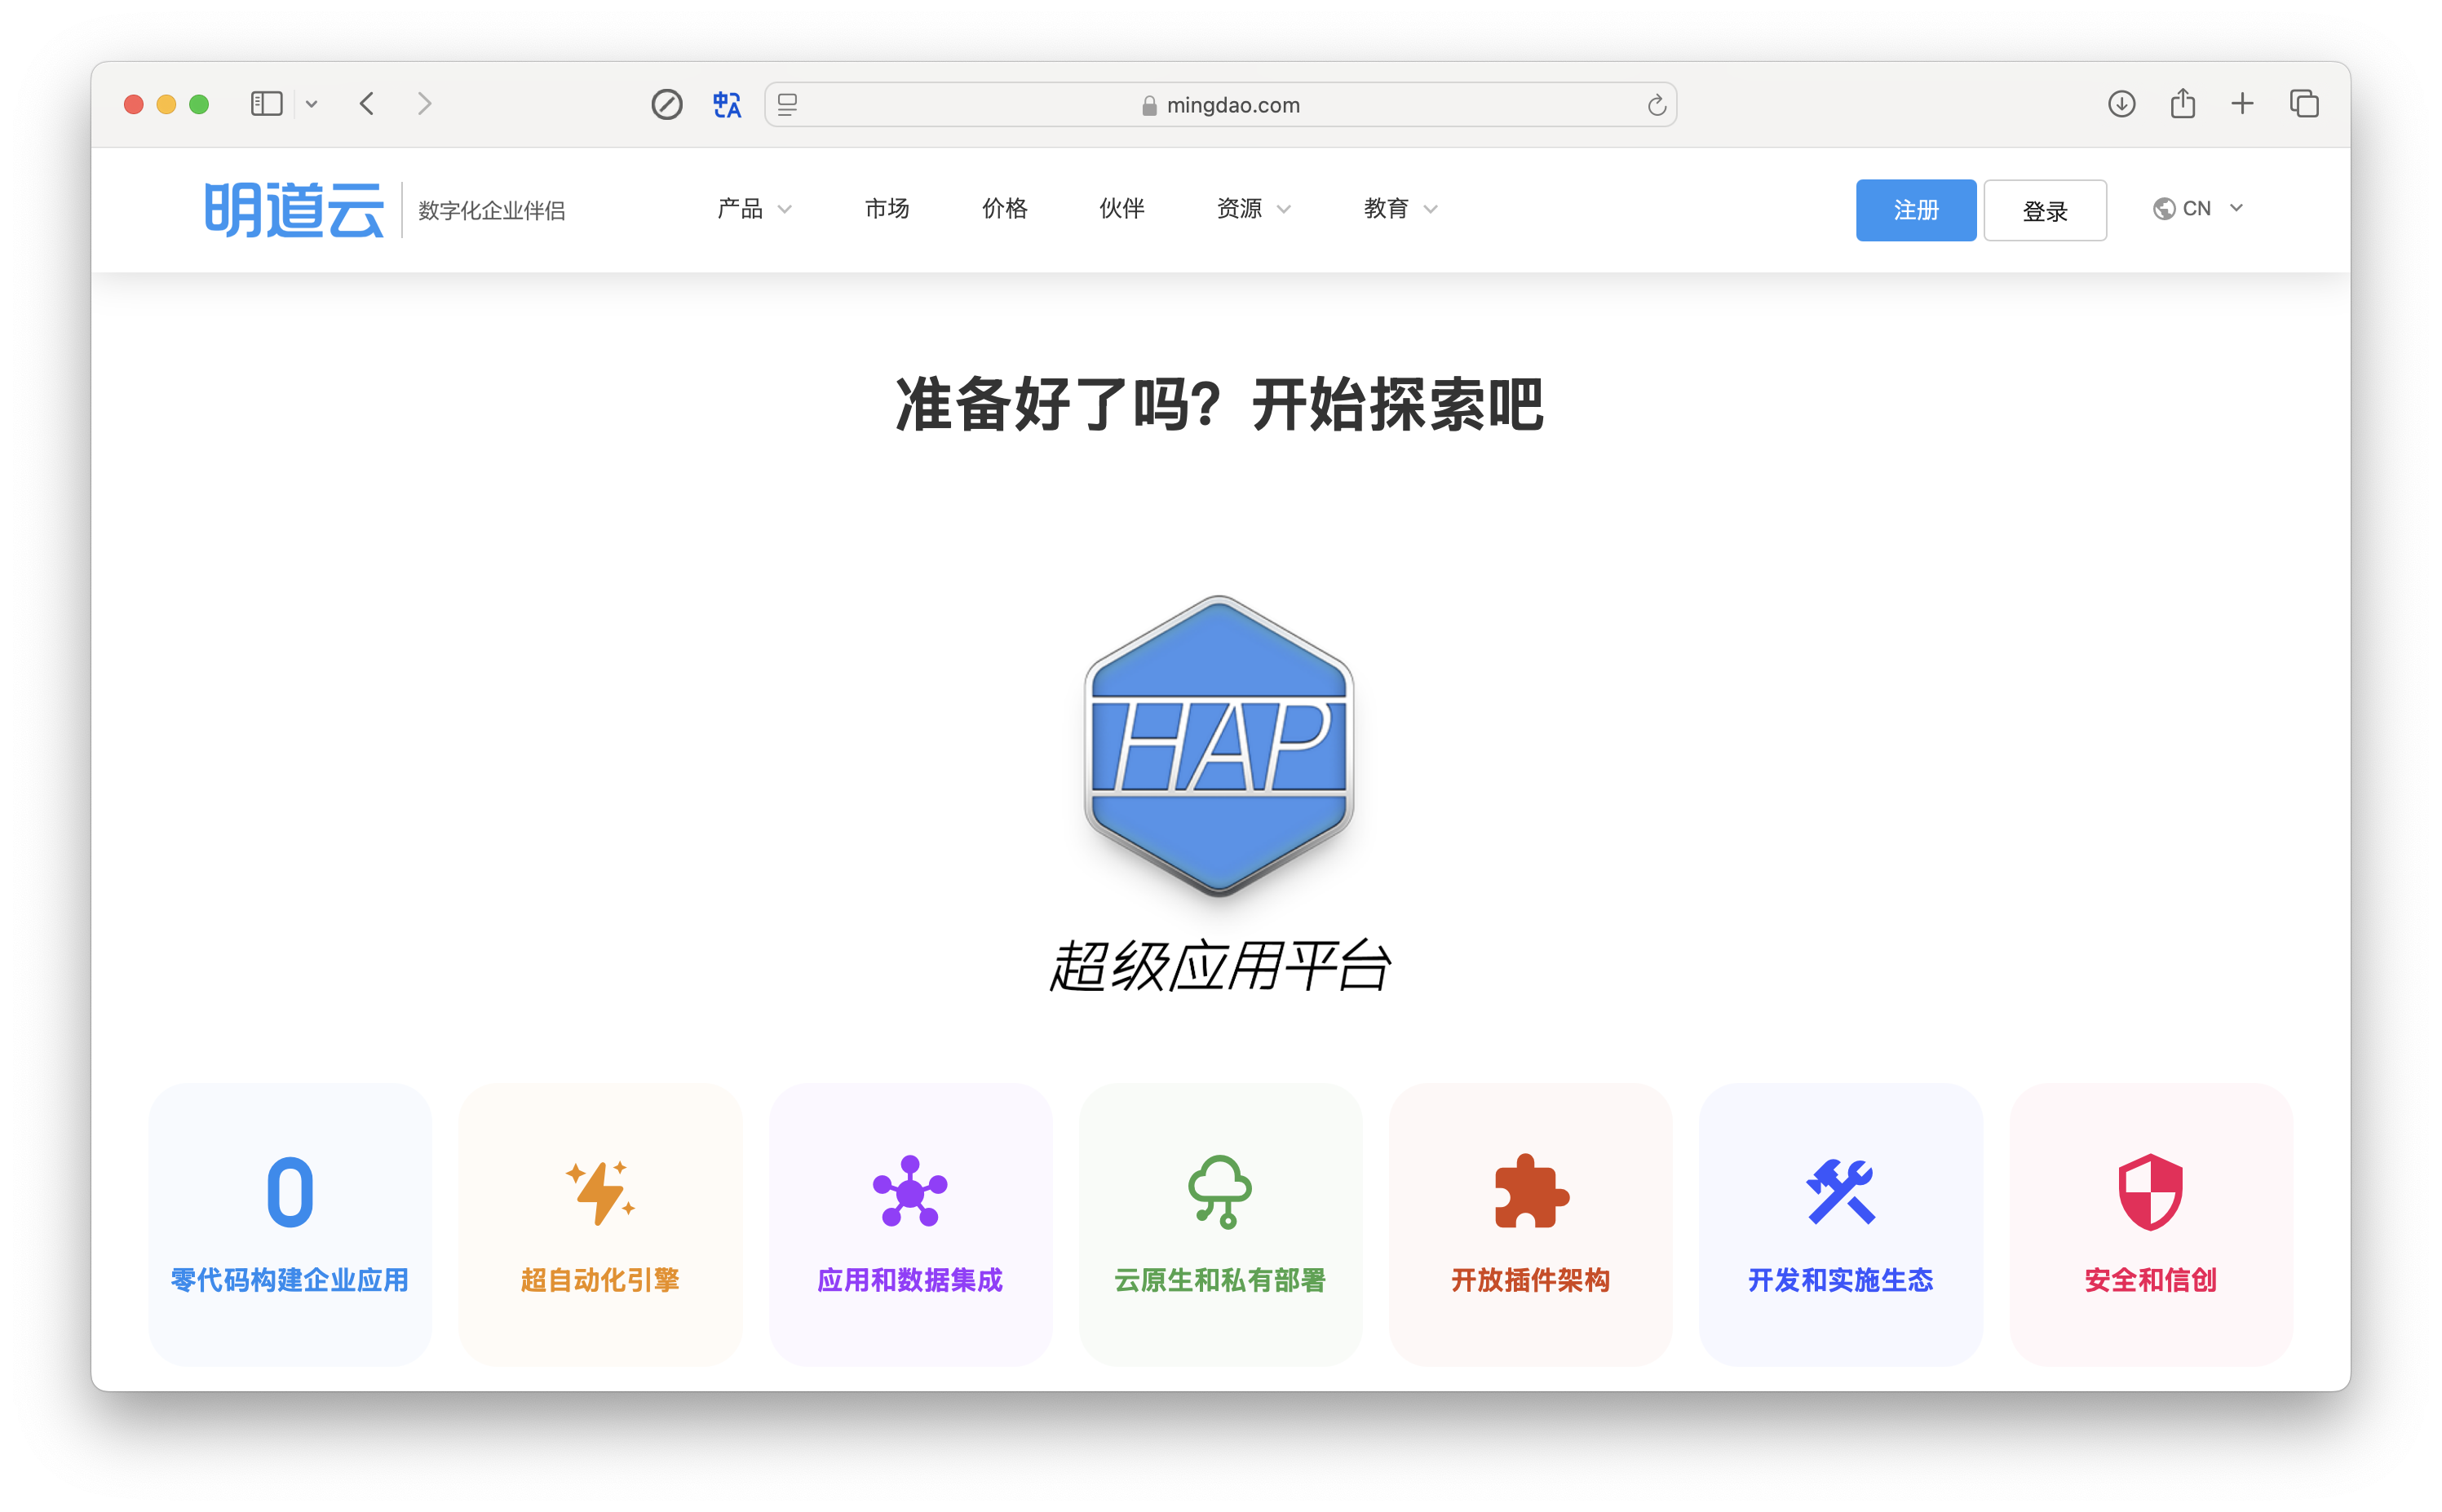 mingdao.com
明道云 数字化企业伴侣 产品 市场 价格 伙伴 资源 教育 注册 登录 CN
准备好了吗？开始探索吧
HAP
超级应用平台
零代码构建企业应用 超自动化引擎 应用和数据集成 云原生和私有部署 开放插件架构 开发和实施生态 安全和信创